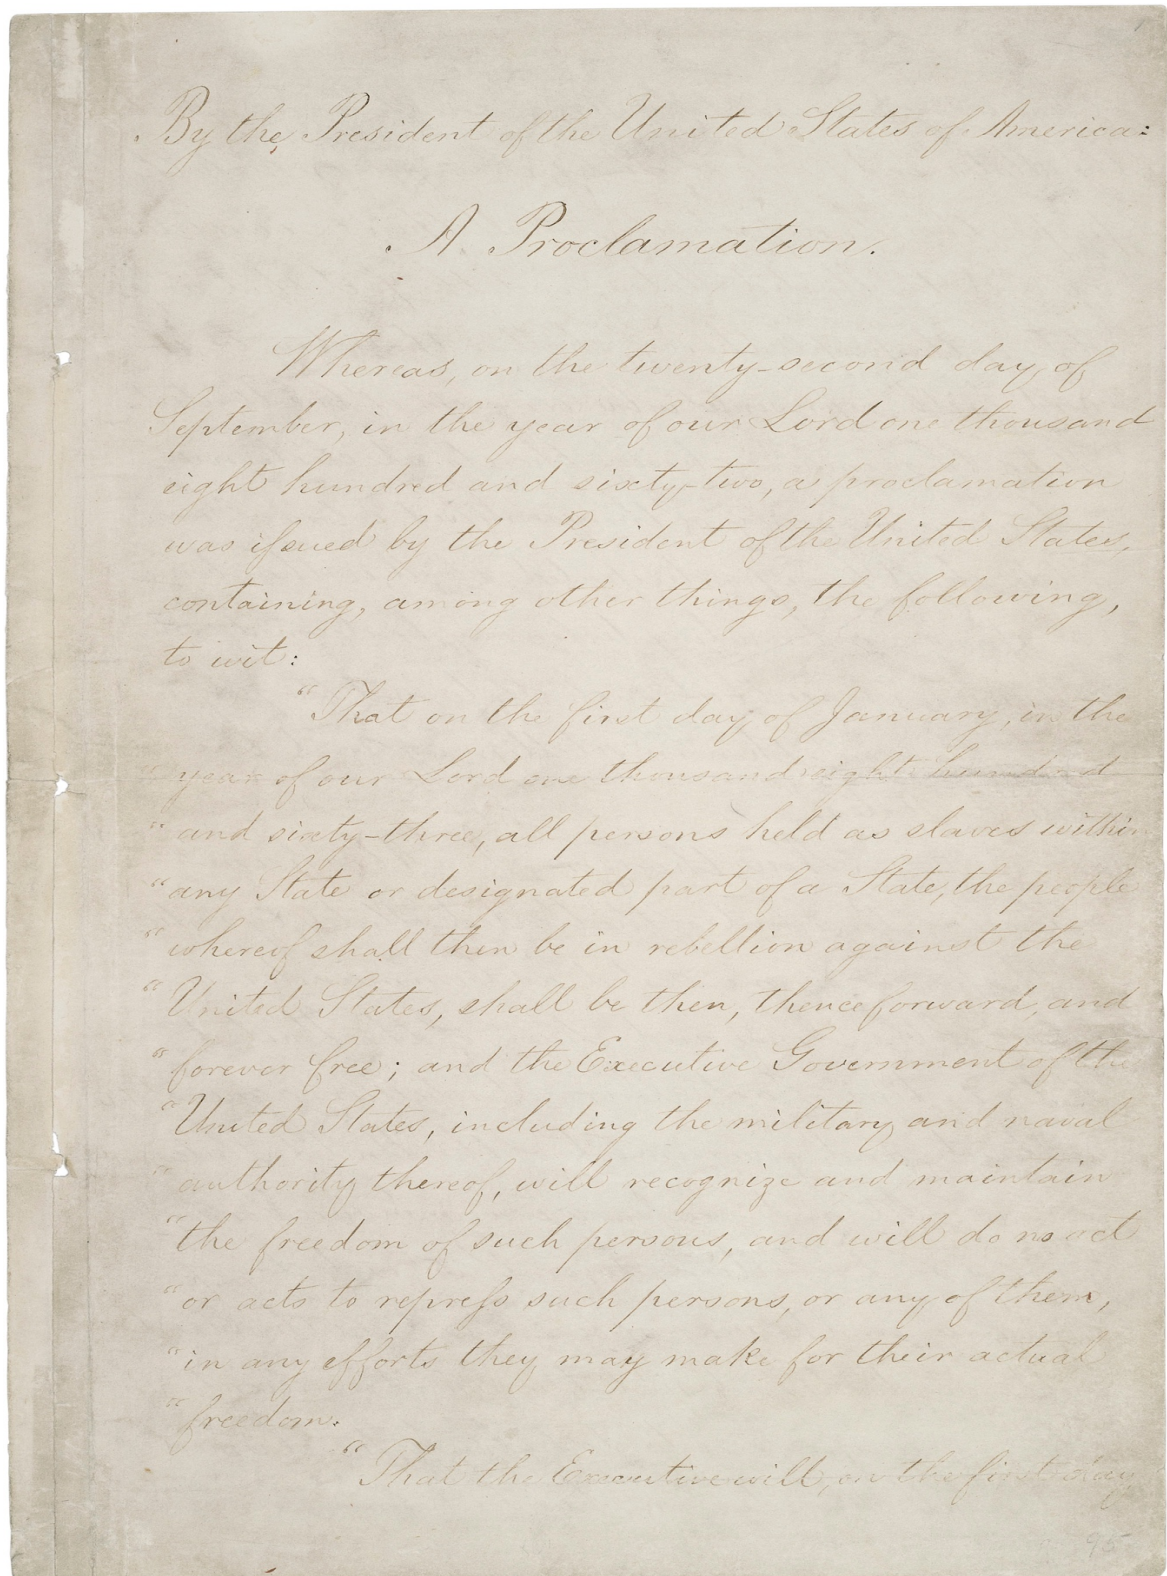 By the President of the United States of America:
A Proclamation.
Whereas, on the twenty-second day of
September, in the year of our Lord one thousand
eight hundred and sixty-two, a proclamation
was issued by the President of the United States,
containing, among other things, the following,
to wit:
"That on the first day of January, in the
"year of our Lord one thousand eight hundred
"and sixty-three, all persons held as slaves within
"any State or designated part of a State, the people
"whereof shall then be in rebellion against the
"United States, shall be then, thenceforward, and
"forever free; and the Executive Government of the
"United States, including the military and naval
"authority thereof, will recognize and maintain
"the freedom of such persons, and will do no act
"or acts to repress such persons, or any of them,
"in any efforts they may make for their actual
"freedom.
"That the Executive will, on the first day
95